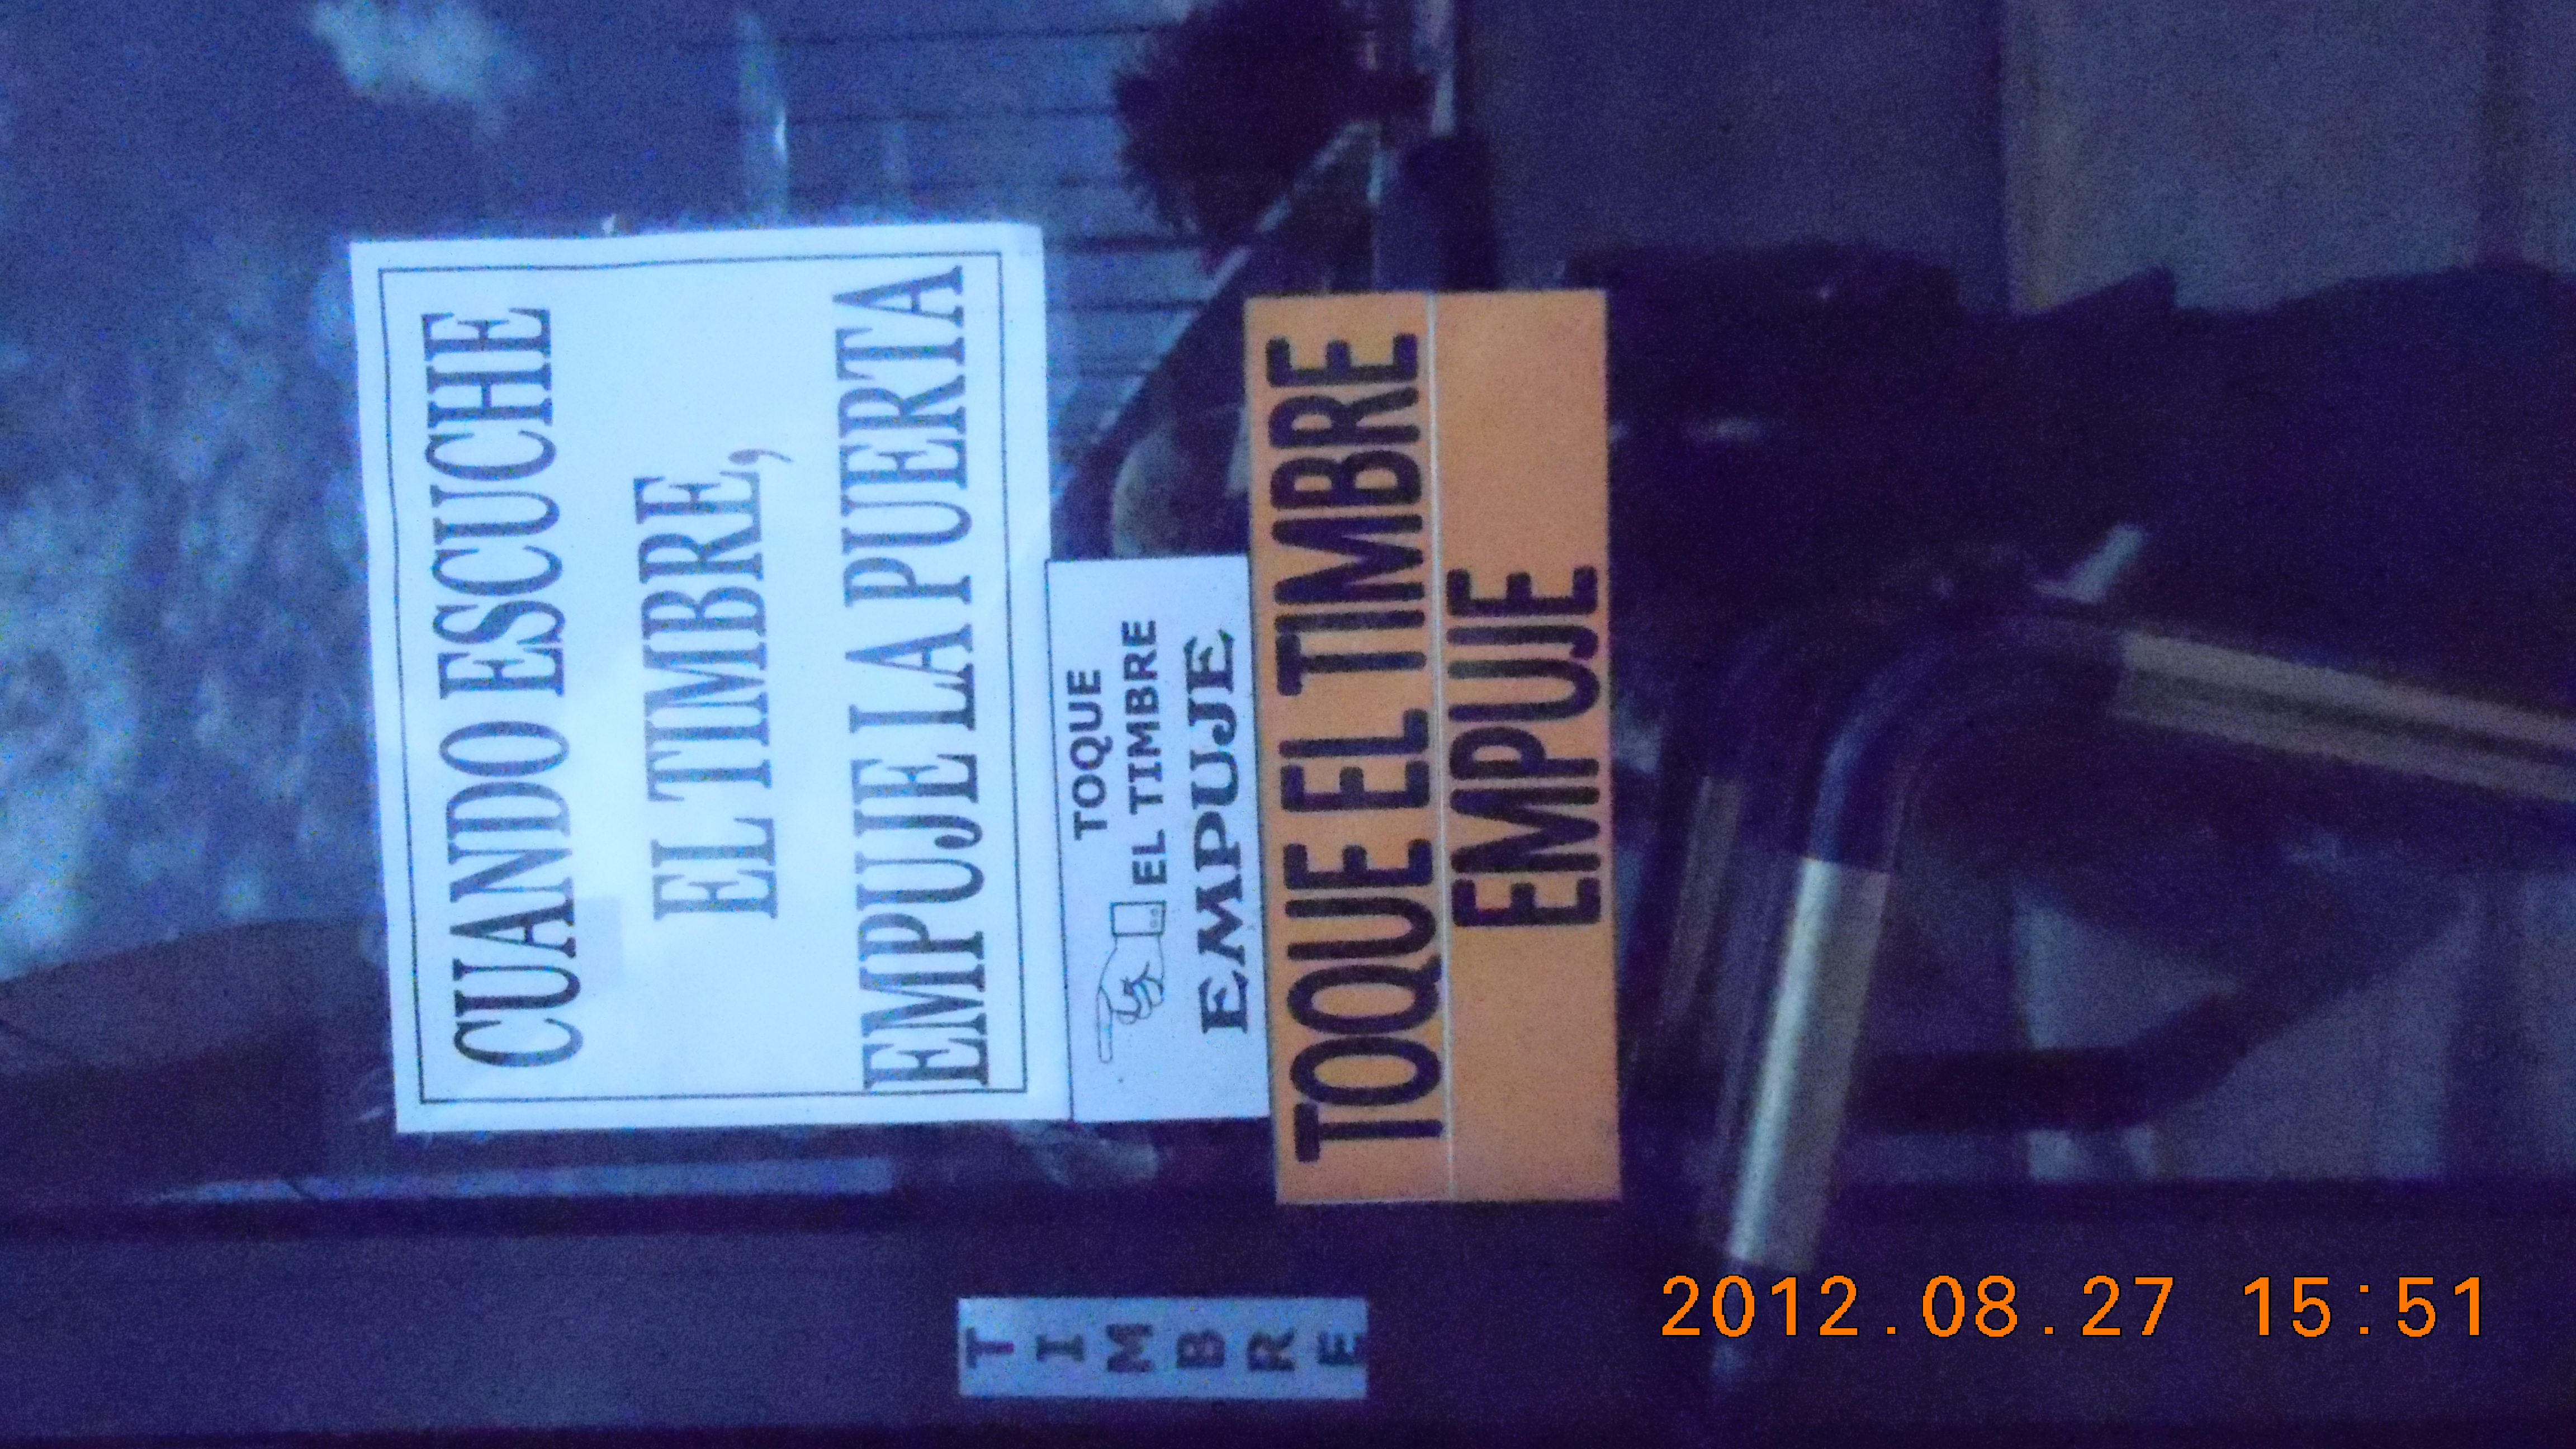 CUANDO ESCUCHE
EL TIMBRE,
EMPUJE LA PUERTA
TOQUE
EL TIMBRE
EMPUJE
TOQUE EL TIMBRE
EMPUJE
T
I
M
B
R
E
2012.08.27 15:51